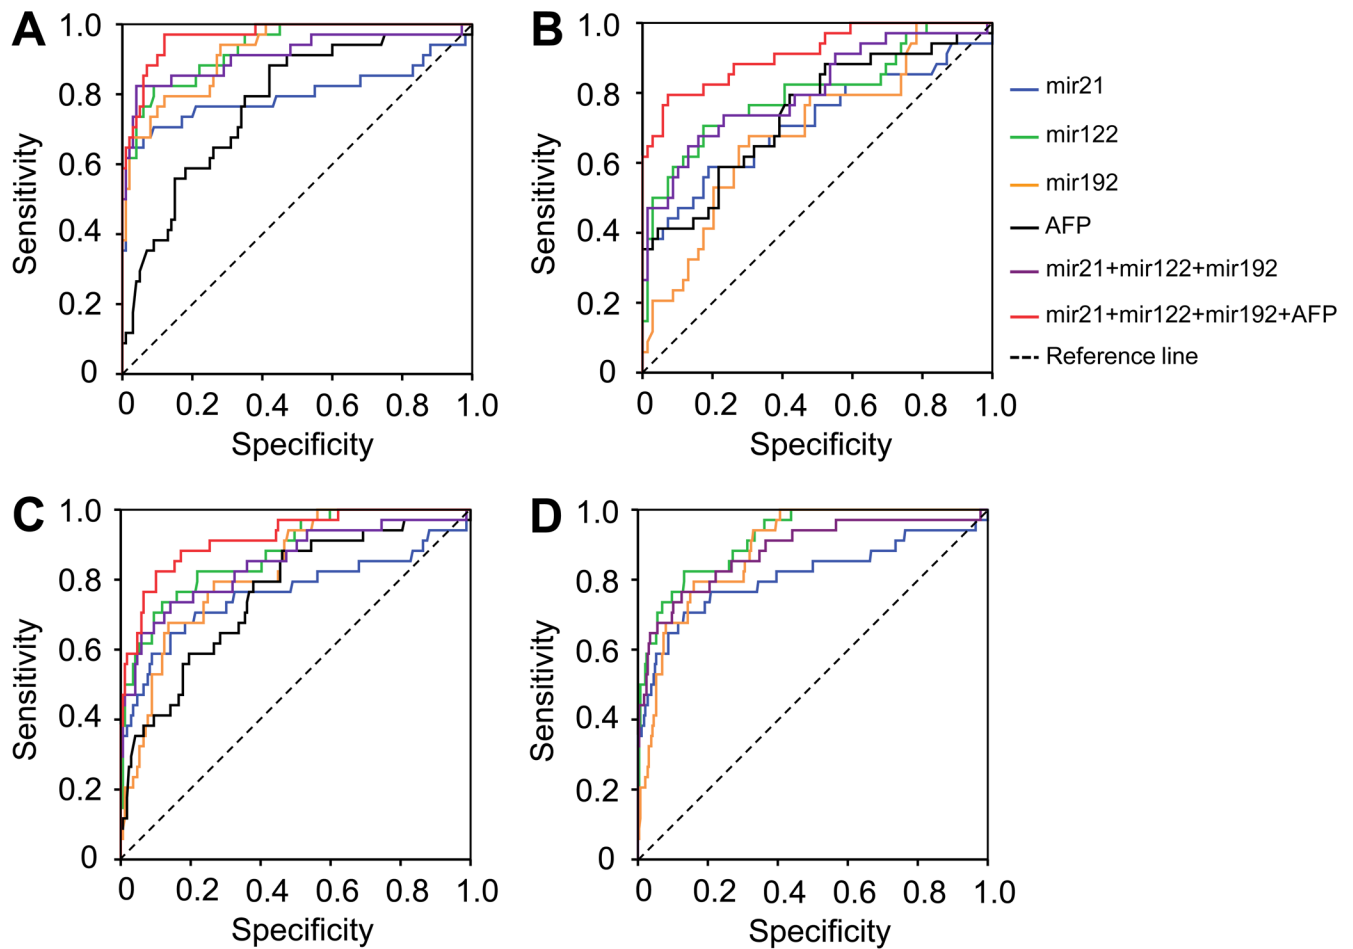 A
1.0
0.8
0.6
0.4
0.2
0
Sensitivity
0 0.2 0.4 0.6 0.8 1.0
Specificity
B
1.0
0.8
0.6
0.4
0.2
0
Sensitivity
0 0.2 0.4 0.6 0.8 1.0
Specificity
mir21
mir122
mir192
AFP
mir21+mir122+mir192
mir21+mir122+mir192+AFP
Reference line
C
1.0
0.8
0.6
0.4
0.2
0
Sensitivity
0 0.2 0.4 0.6 0.8 1.0
Specificity
D
1.0
0.8
0.6
0.4
0.2
0
Sensitivity
0 0.2 0.4 0.6 0.8 1.0
Specificity